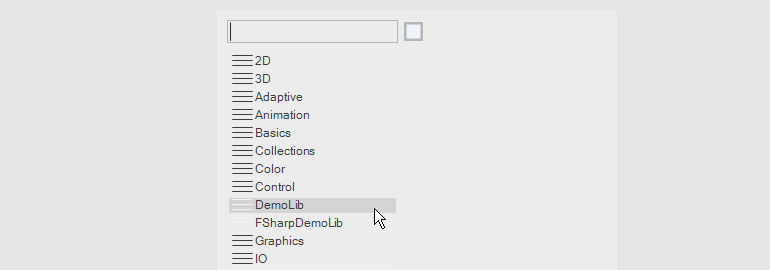 2D
3D
Adaptive
Animation
Basics
Collections
Color
Control
DemoLib
FSharpDemoLib
Graphics
IO